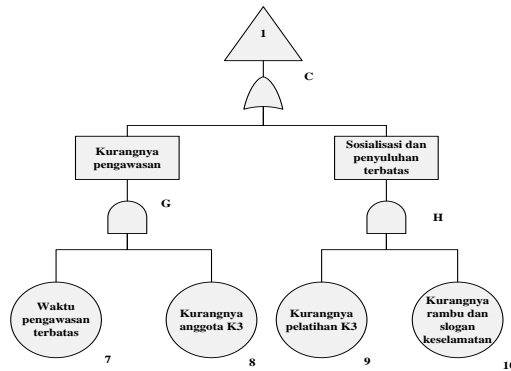 1
C
Kurangnya
pengawasan
Sosialisasi dan
penyuluhan
terbatas
G
H
Waktu
pengawasan
terbatas
Kurangnya
anggota K3
Kurangnya
pelatihan K3
Kurangnya
rambu dan
slogan
keselamatan
7
8
9
10